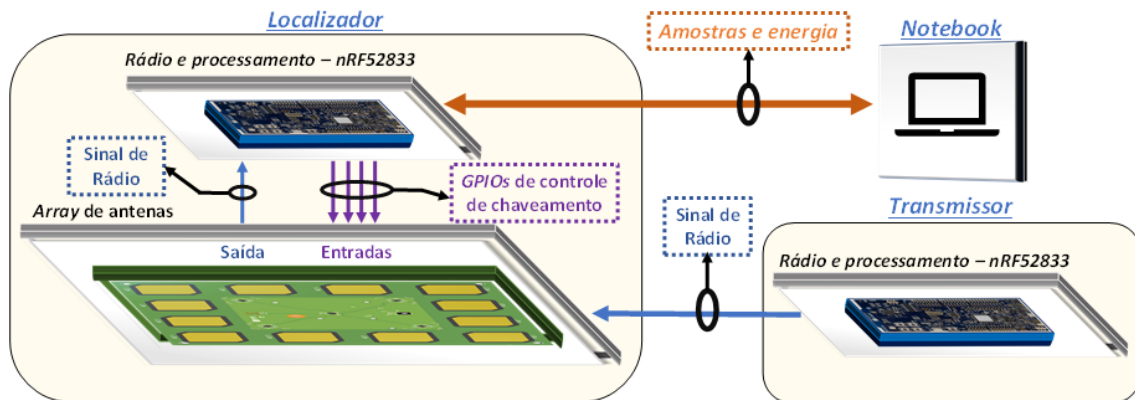 Localizador
Rádio e processamento – nRF52833
Sinal de
Rádio
GPIOs de controle
de chaveamento
Array de antenas
Saída
Entradas
Amostras e energia
Notebook
Sinal de
Rádio
Transmissor
Rádio e processamento – nRF52833